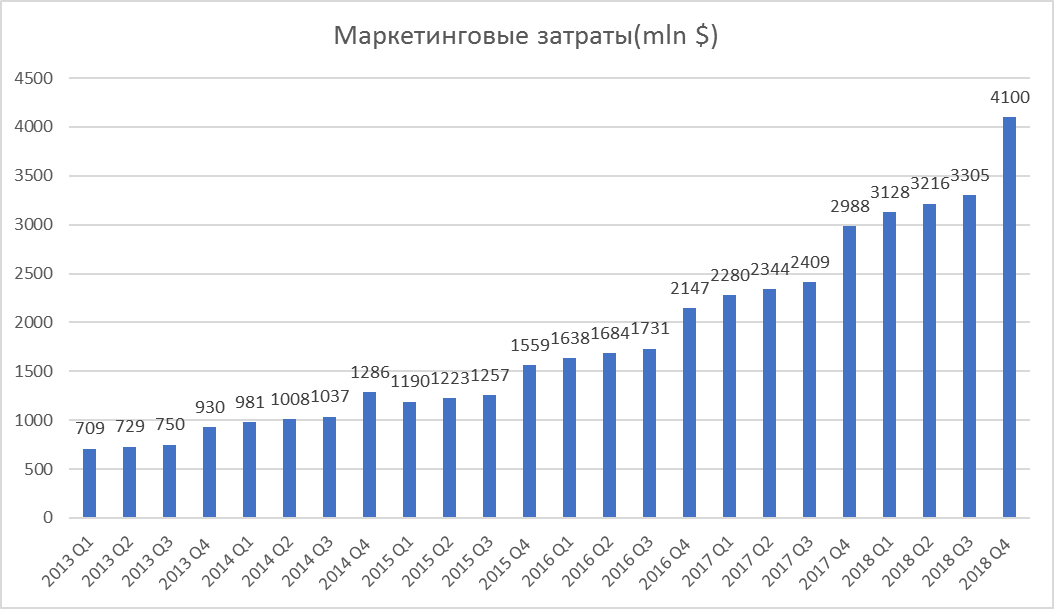 Маркетинговые затраты(mln $)
4500
4000
3500
3000
2500
2000
1500
1000
500
0
709
729
750
930
981
1008
1037
1286
1190
1223
1257
1559
1638
1684
1731
2147
2280
2344
2409
2988
3128
3216
3305
4100
2013 Q1
2013 Q2
2013 Q3
2013 Q4
2014 Q1
2014 Q2
2014 Q3
2014 Q4
2015 Q1
2015 Q2
2015 Q3
2015 Q4
2016 Q1
2016 Q2
2016 Q3
2016 Q4
2017 Q1
2017 Q2
2017 Q3
2017 Q4
2018 Q1
2018 Q2
2018 Q3
2018 Q4